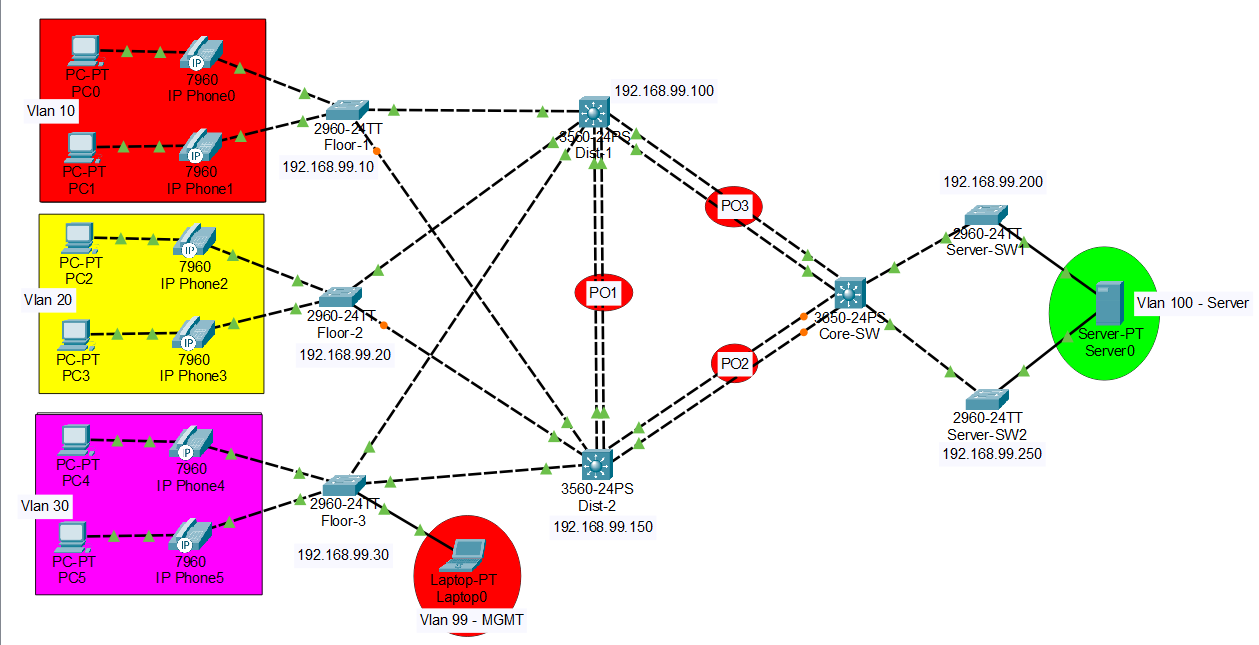 PC-PT
PC0
7960
IP Phone0
IP
Vlan 10
PC-PT
PC1
7960
IP Phone1
IP
2960-24TT
Floor-1
192.168.99.10
PC-PT
PC2
7960
IP Phone2
IP
Vlan 20
PC-PT
PC3
7960
IP Phone3
IP
2960-24TT
Floor-2
192.168.99.20
PC-PT
PC4
7960
IP Phone4
IP
Vlan 30
PC-PT
PC5
7960
IP Phone5
IP
2960-24TT
Floor-3
192.168.99.30
Laptop-PT
Laptop0
Vlan 99 - MGMT
192.168.99.100
3560-24PS
Dist-1
PO1
3560-24PS
Dist-2
192.168.99.150
PO3
PO2
3650-24PS
Core-SW
192.168.99.200
2960-24TT
Server-SW1
2960-24TT
Server-SW2
192.168.99.250
Server-PT
Server0
Vlan 100 - Server